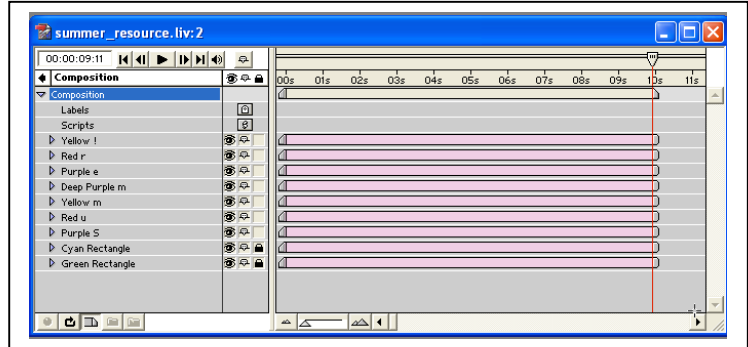 summer_resource.liv:2
00:00:09:11
Composition
00s 01s 02s 03s 04s 05s 06s 07s 08s 09s 10s 11s
Composition
Labels
Scripts
Yellow !
Red r
Purple e
Deep Purple m
Yellow m
Red u
Purple S
Cyan Rectangle
Green Rectangle